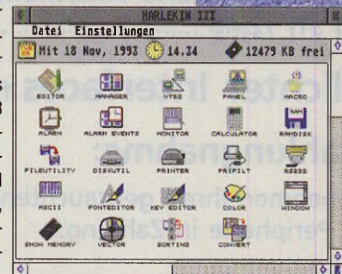 HARLEKIN III
Datei Einstellungen
Mit 18 Nov, 1993 14.34 12479 KB frei
EDITOR MANAGER VT52 PANEL MACRO
ALARM ALARM EVENTS MONITOR CALCULATOR RAMDISK
FILEUTILITY DISKUTIL PRINTER PRIFILT RS232
ASCII FONTEDITOR KEY EDITOR COLOR WINDOW
SHOW MEMORY VECTOR SORTING CONVERT